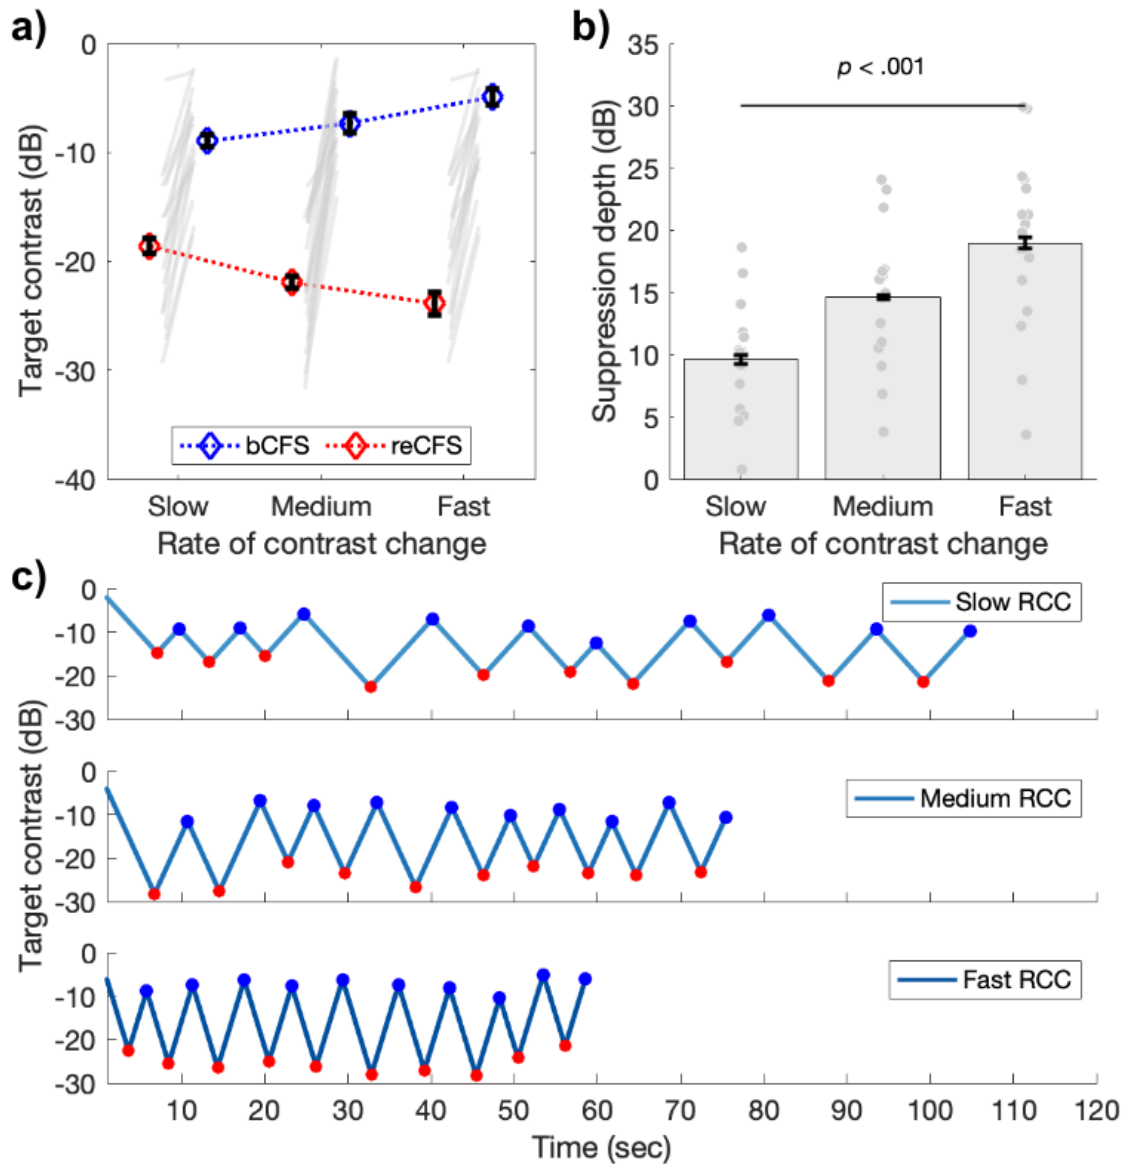 a)
0
-10
-20
-30
-40
Target contrast (dB)
bCFS
reCFS
Slow
Medium
Fast
Rate of contrast change
b)
35
30
25
20
15
10
5
0
Suppression depth (dB)
p < .001
Slow
Medium
Fast
Rate of contrast change
c)
Target contrast (dB)
0
-10
-20
-30
Slow RCC
0
-10
-20
-30
Medium RCC
0
-10
-20
-30
Fast RCC
10 20 30 40 50 60 70 80 90 100 110 120
Time (sec)